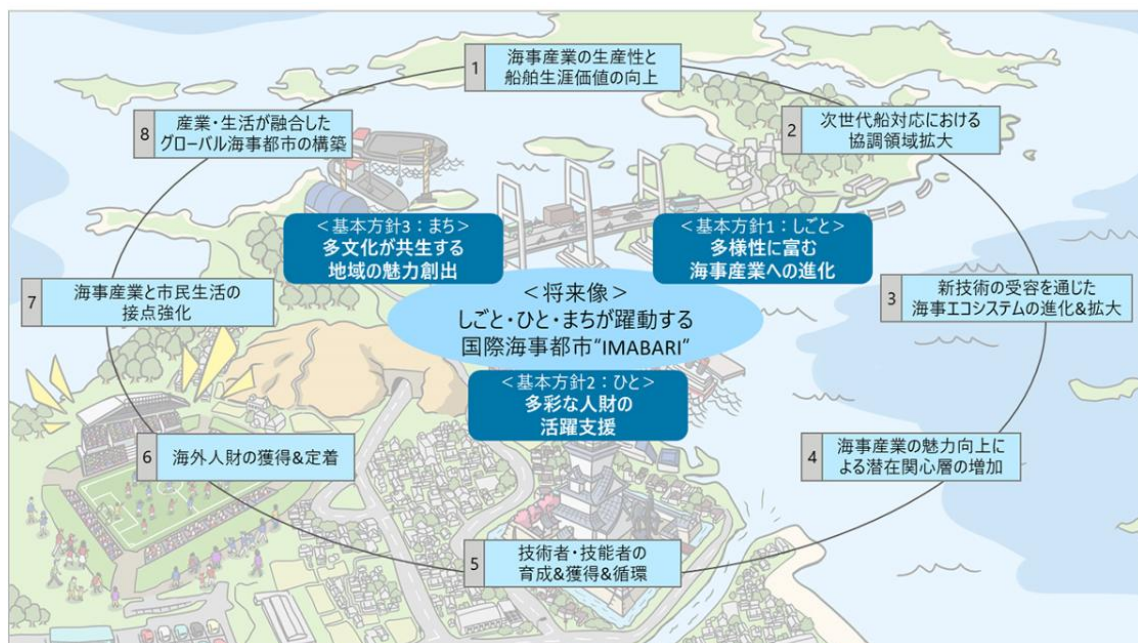 1
海事産業の生産性と
船舶生涯価値の向上
2
次世代船対応における
協調領域拡大
3
新技術の受容を通じた
海事エコシステムの進化&拡大
4
海事産業の魅力向上に
よる潜在関心層の増加
5
技術者・技能者の
育成&獲得&循環
6
海外人財の獲得&定着
7
海事産業と市民生活の
接点強化
8
産業・生活が融合した
グローバル海事都市の構築
<基本方針3：まち>
多文化が共生する
地域の魅力創出
<基本方針1：しごと>
多様性に富む
海事産業への進化
<将来像>
しごと・ひと・まちが躍動する
国際海事都市“IMABARI”
<基本方針2：ひと>
多彩な人財の
活躍支援